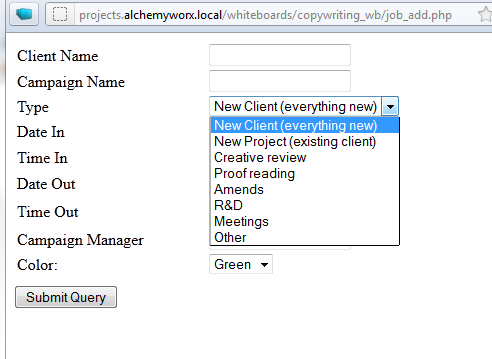 projects.alchemyworx.local/whiteboards/copywriting_wb/job_add.php
Client Name
Campaign Name
Type New Client (everything new)
New Client (everything new)
Date In New Project (existing client)
Time In Creative review
Proof reading
Date Out Amends
R&D
Time Out Meetings
Campaign Manager Other
Color: Green
Submit Query